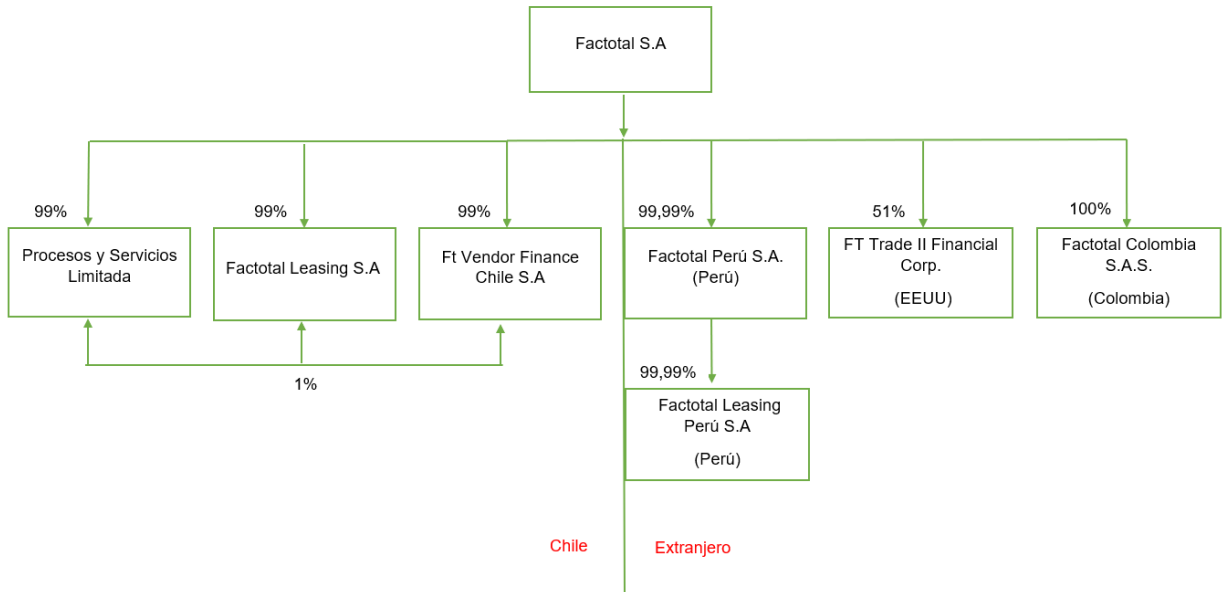 Factotal S.A
99%
99%
99%
99,99%
51%
100%
Procesos y Servicios
Limitada
Factotal Leasing S.A
Ft Vendor Finance
Chile S.A
Factotal Perú S.A.
(Perú)
FT Trade II Financial
Corp.
(EEUU)
Factotal Colombia
S.A.S.
(Colombia)
1%
99,99%
Factotal Leasing
Perú S.A
(Perú)
Chile
Extranjero